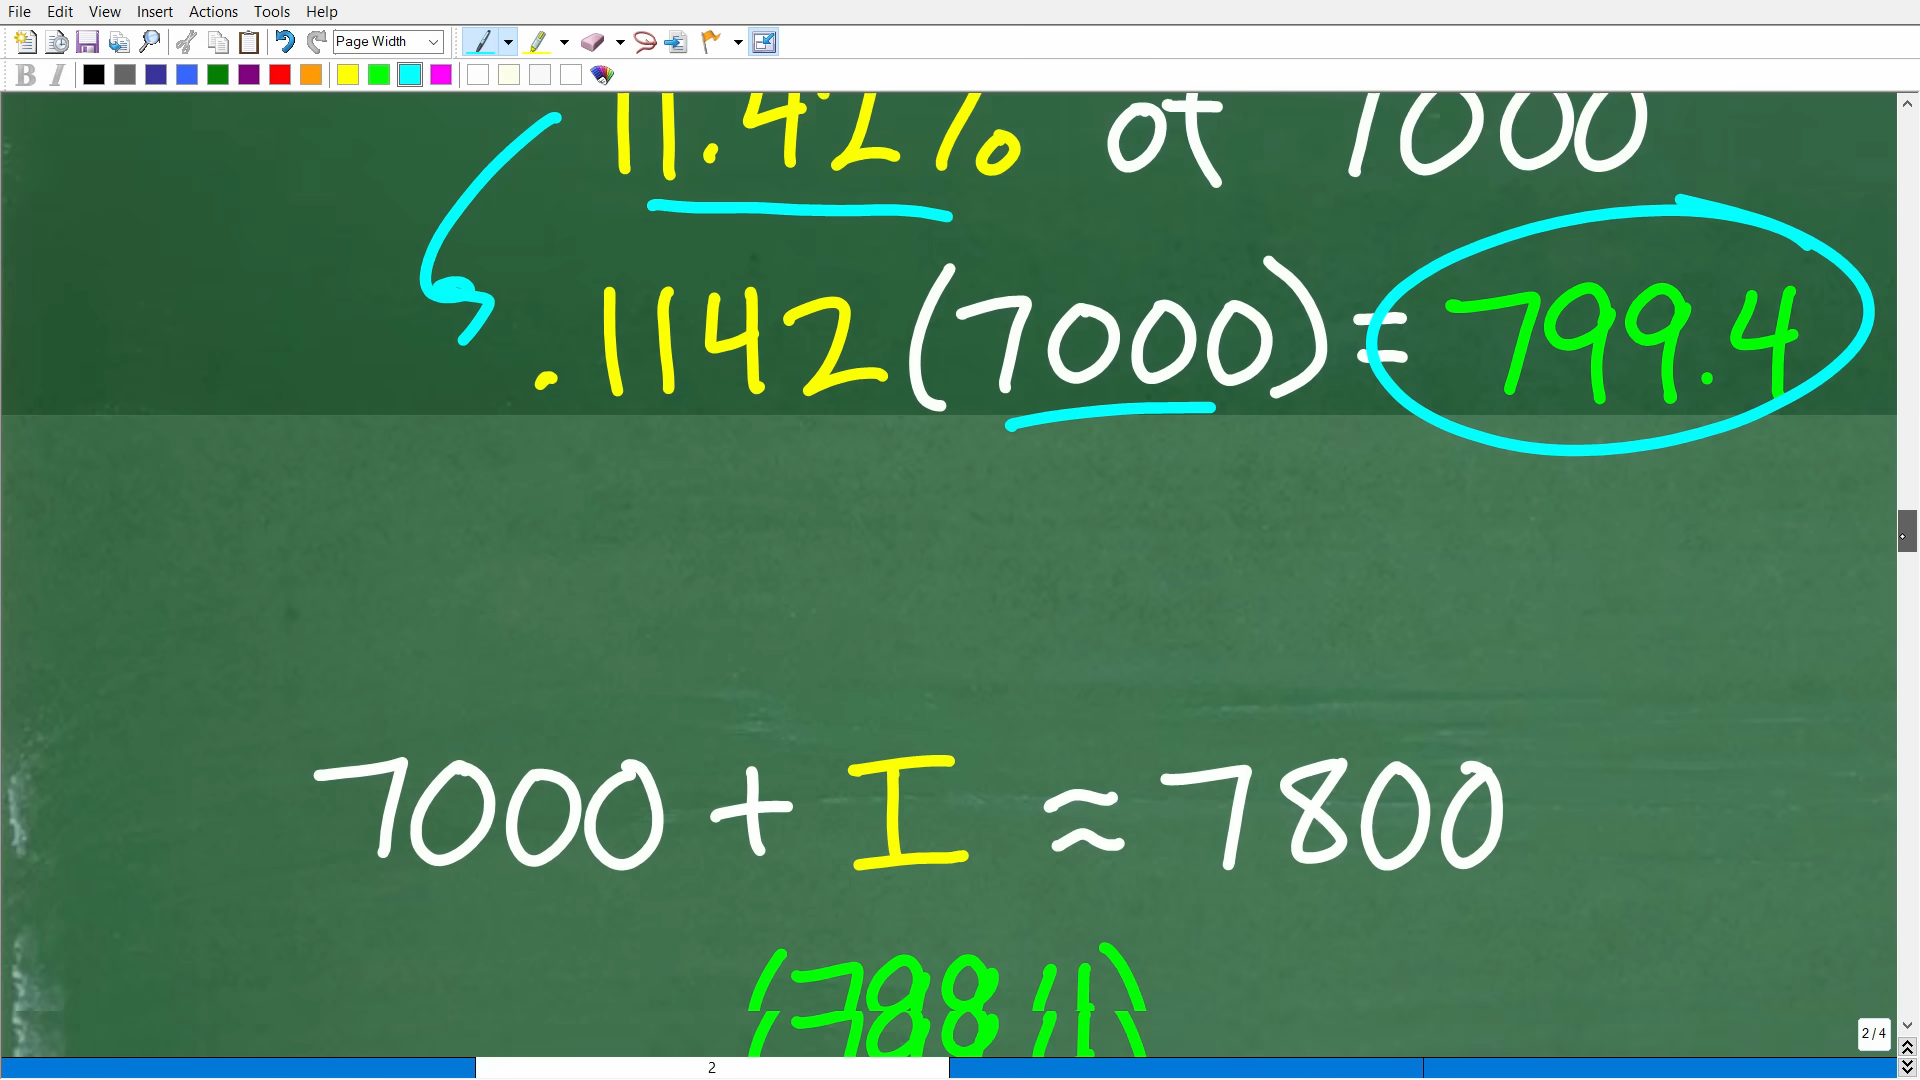 File Edit View Insert Actions Tools Help
Page Width
B I
11.42% of 7000
.1142(7000) = 799.4
7000 + I ≈ 7800
2 / 4
2